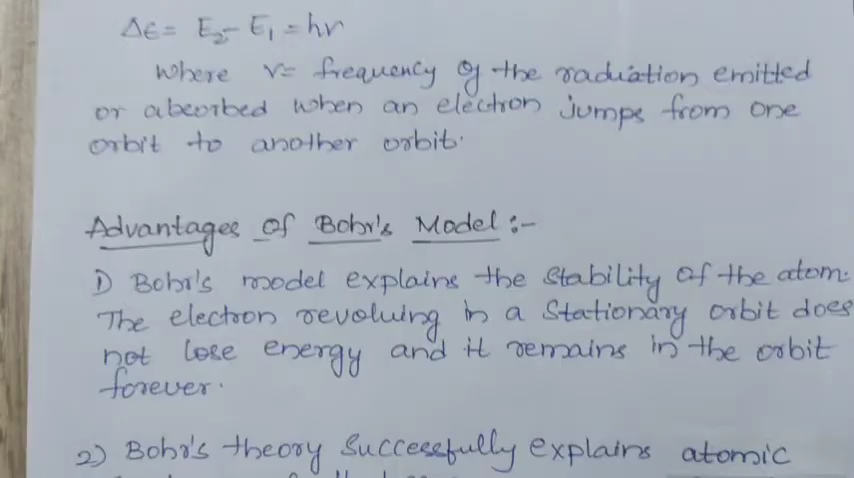 Δε = E₂ - E₁ = hν
Where ν= frequency of the radiation emitted
or absorbed when an electron jumps from one
orbit to another orbit.
Advantages of Bohr's Model :-
1) Bohr's model explains the stability of the atom.
The electron revolving in a stationary orbit does
not lose energy and it remains in the orbit
forever.
2) Bohr's theory successfully explains atomic